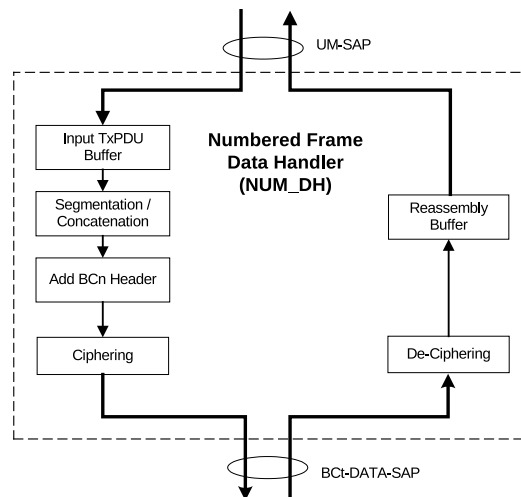 UM-SAP
Input TxPDU
Buffer
Numbered Frame
Data Handler
(NUM_DH)
Segmentation /
Concatenation
Reassembly
Buffer
Add BCn Header
Ciphering
De-Ciphering
BCt-DATA-SAP